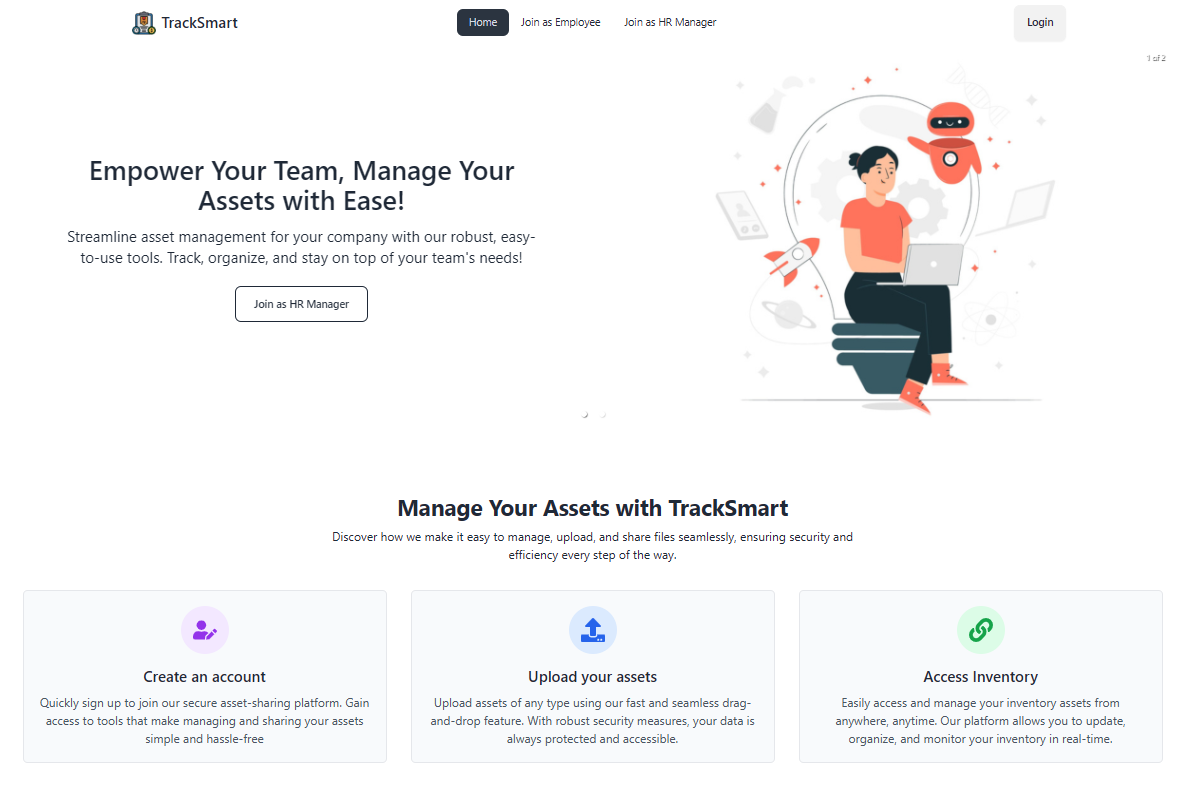 TrackSmart
Home
Join as Employee
Join as HR Manager
Login
1 of 2
Empower Your Team, Manage Your
Assets with Ease!
Streamline asset management for your company with our robust, easy-
to-use tools. Track, organize, and stay on top of your team's needs!
Join as HR Manager
Manage Your Assets with TrackSmart
Discover how we make it easy to manage, upload, and share files seamlessly, ensuring security and
efficiency every step of the way.
Create an account
Quickly sign up to join our secure asset-sharing platform. Gain
access to tools that make managing and sharing your assets
simple and hassle-free
Upload your assets
Upload assets of any type using our fast and seamless drag-
and-drop feature. With robust security measures, your data is
always protected and accessible.
Access Inventory
Easily access and manage your inventory assets from
anywhere, anytime. Our platform allows you to update,
organize, and monitor your inventory in real-time.